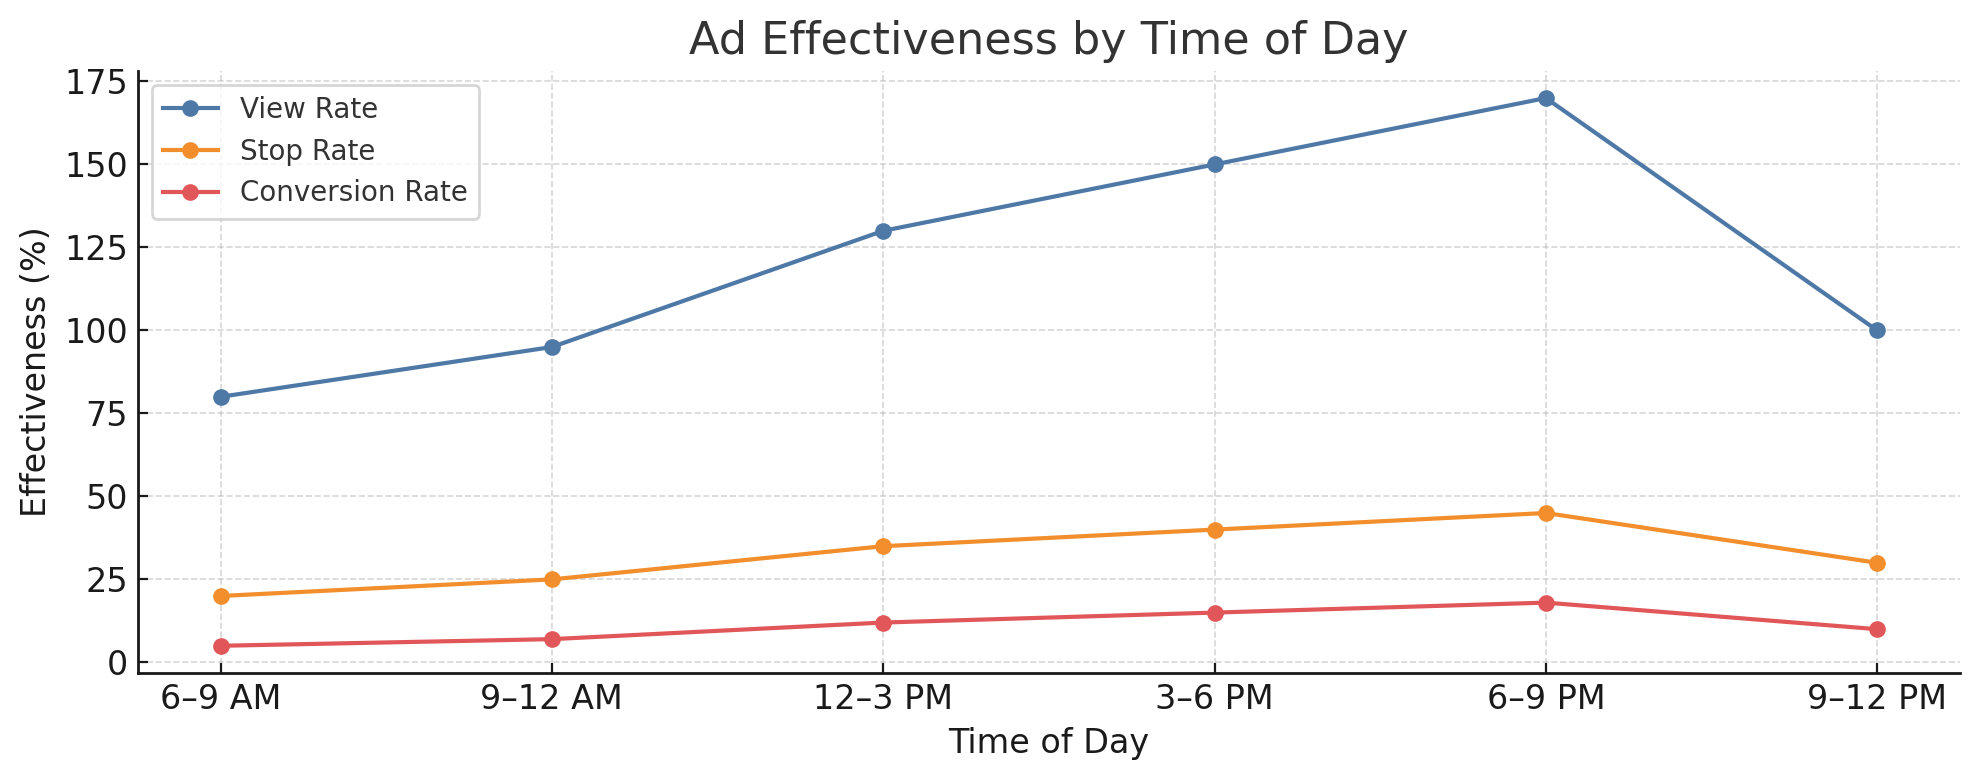 Ad Effectiveness by Time of Day
175
150
125
100
75
50
25
0
Effectiveness (%)
View Rate
Stop Rate
Conversion Rate
6–9 AM
9–12 AM
12–3 PM
3–6 PM
6–9 PM
9–12 PM
Time of Day